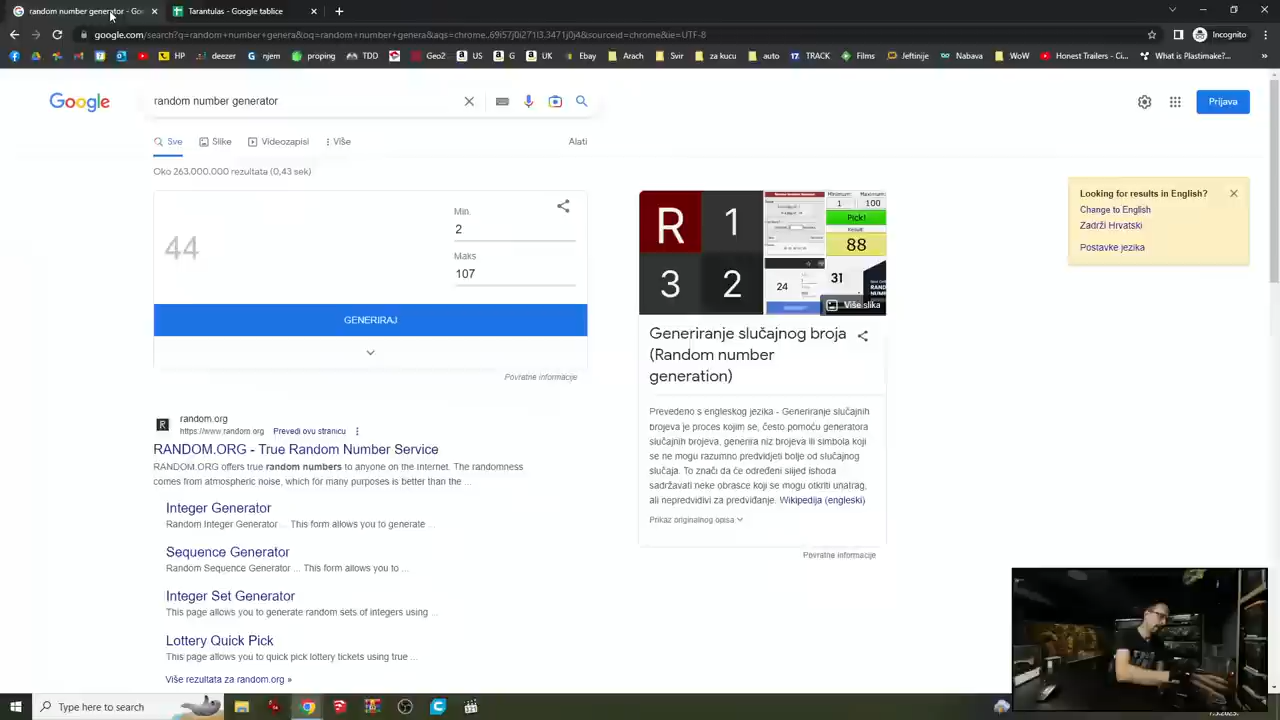 random number generator - Go
Tarantulas - Google tablice
google.com/search?q=random+number+genera&oq=random+number+genera&aqs=chrome..69i57j0i271l3.3471j0j4&sourceid=chrome&ie=UTF-8
Incognito
deezer
njem
proping
TDD
Geo2
Arach
G
UK
Ebay
Trade
Svir
za kucu
auto
17. TRACK
Films
Jeftinije
Nabava
WoW
Honest Trailers - C...
What is Plastimake?...
Google
random number generator
Prijava
Sve
Slike
Videozapisi
Više
Alati
Oko 263.000.000 rezultata (0,43 sek)
44
Min.
2
Maks
107
GENERIRAJ
Povratne informacije
random.org
https://www.random.org
Prevedi ovu stranicu
RANDOM.ORG - True Random Number Service
RANDOM.ORG offers true random numbers to anyone on the Internet. The randomness
comes from atmospheric noise, which for many purposes is better than the ...
Integer Generator
Random Integer Generator ... This form allows you to generate ...
Sequence Generator
Random Sequence Generator ... This form allows you to ...
Integer Set Generator
This page allows you to generate random sets of integers using ...
Lottery Quick Pick
This page allows you to quick pick lottery tickets using true ...
Više rezultata za random.org »
R
1
3
2
Minimum:
Maximum:
1
100
Pick!
Result
88
24
31
Više slika
Generiranje slučajnog broja
(Random number
generation)
Prevedeno s engleskog jezika - Generiranje slučajnih
brojeva je proces kojim se, često pomoću generatora
slučajnih brojeva, generira niz brojeva ili simbola koji
se ne mogu razumno predvidjeti bolje od slučajnog
slučaja. To znači da će određeni slijed ishoda
sadržavati neke obrasce koji se mogu otkriti unatrag,
ali nepredvidivi za predviđanje. Wikipedija (engleski)
Prikaz originalnog opisa
Povratne informacije
Looking for results in English?
Change to English
Zadrži Hrvatski
Postavke jezika
Type here to search